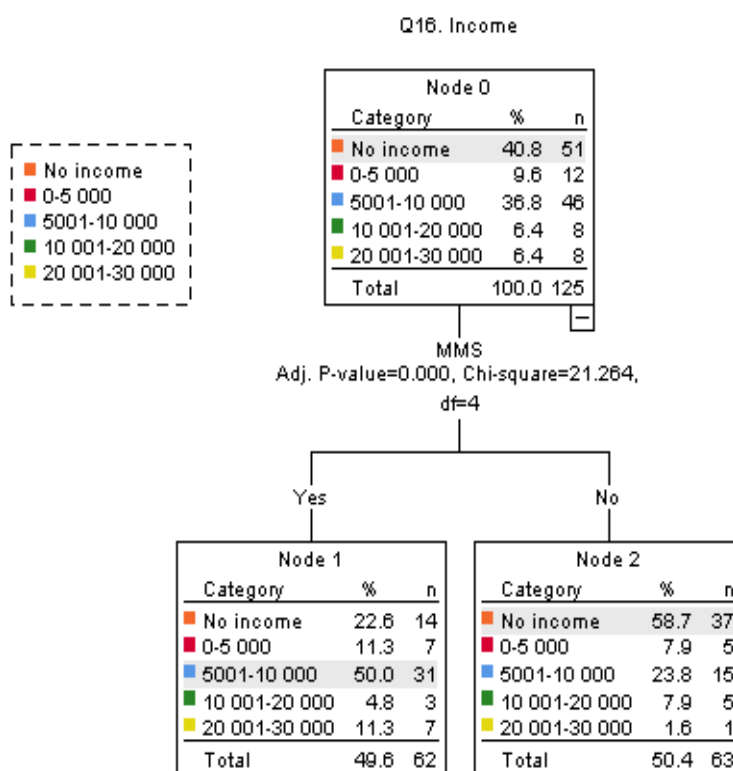 Q16. Income
Node 0
Category % n
No income 40.8 51
0-5 000 9.6 12
5001-10 000 36.8 46
10 001-20 000 6.4 8
20 001-30 000 6.4 8
Total 100.0 125
No income
0-5 000
5001-10 000
10 001-20 000
20 001-30 000
MMS
Adj. P-value=0.000, Chi-square=21.264,
df=4
Yes
No
Node 1
Category % n
No income 22.6 14
0-5 000 11.3 7
5001-10 000 50.0 31
10 001-20 000 4.8 3
20 001-30 000 11.3 7
Total 49.6 62
Node 2
Category % n
No income 58.7 37
0-5 000 7.9 5
5001-10 000 23.8 15
10 001-20 000 7.9 5
20 001-30 000 1.6 1
Total 50.4 63